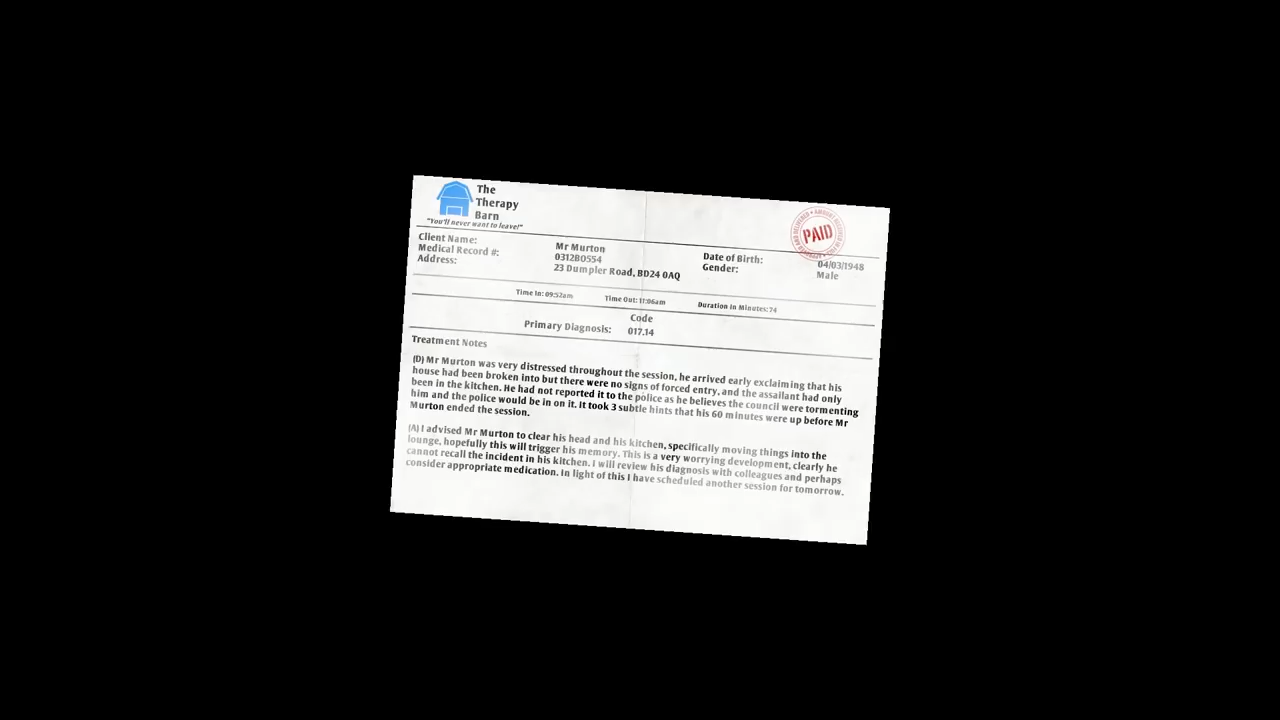 The
Therapy
Barn
"You'll never want to leave!"
PAID
Client Name: Mr Murton Date of Birth: 04/03/1948
Medical Record #: 0312B0554 Gender: Male
Address: 23 Dumpler Road, BD24 0AQ
Time In: 09:52am Time Out: 11:06am Duration in Minutes: 74
Code
Primary Diagnosis: 017.14
Treatment Notes
(D) Mr Murton was very distressed throughout the session, he arrived early exclaiming that his
house had been broken into but there were no signs of forced entry, and the assailant had only
been in the kitchen. He had not reported it to the police as he believes the council were tormenting
him and the police would be in on it. It took 3 subtle hints that his 60 minutes were up before Mr
Murton ended the session.
(A) I advised Mr Murton to clear his head and his kitchen, specifically moving things into the
lounge, hopefully this will trigger his memory. This is a very worrying development, clearly he
cannot recall the incident in his kitchen. I will review his diagnosis with colleagues and perhaps
consider appropriate medication. In light of this I have scheduled another session for tomorrow.